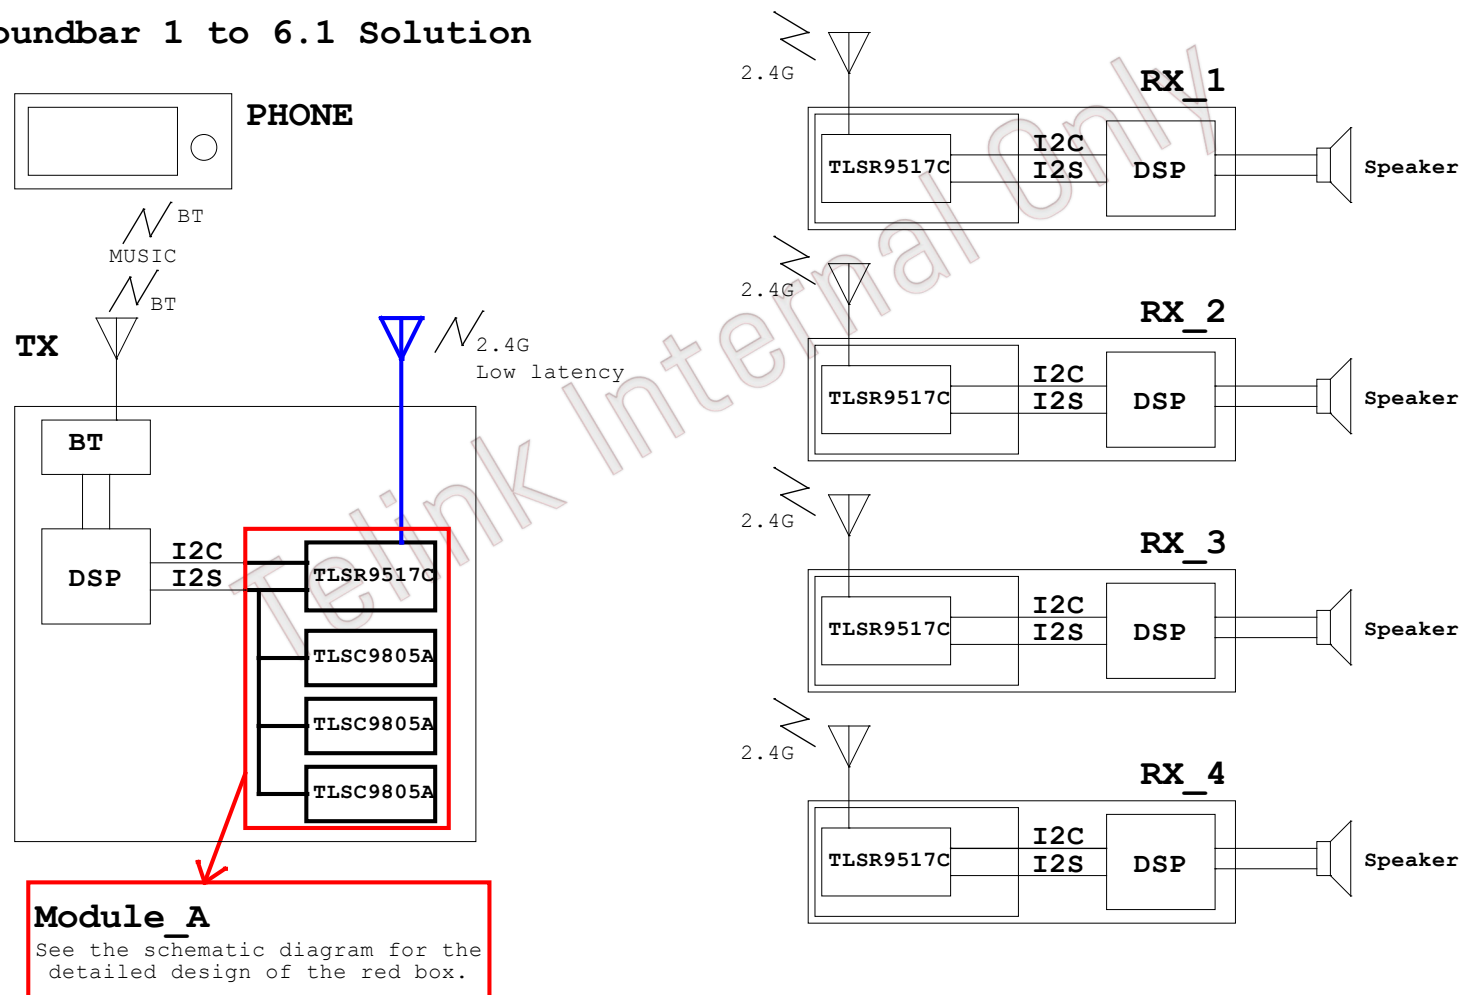 oundbar 1 to 6.1 Solution
PHONE
BT
MUSIC
BT
TX
2.4G
Low latency
BT
DSP
I2C
I2S
TLSR9517C
TLSC9805A
TLSC9805A
TLSC9805A
Module_A
See the schematic diagram for the
detailed design of the red box.
2.4G
RX_1
TLSR9517C
I2C
I2S
DSP
Speaker
2.4G
RX_2
TLSR9517C
I2C
I2S
DSP
Speaker
2.4G
RX_3
TLSR9517C
I2C
I2S
DSP
Speaker
2.4G
RX_4
TLSR9517C
I2C
I2S
DSP
Speaker
Telink Internal Only